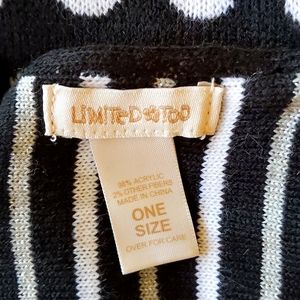 LiMiTeD TOO
98% ACRYLIC
2% OTHER FIBERS
MADE IN CHINA
ONE
SIZE
OVER FOR CARE